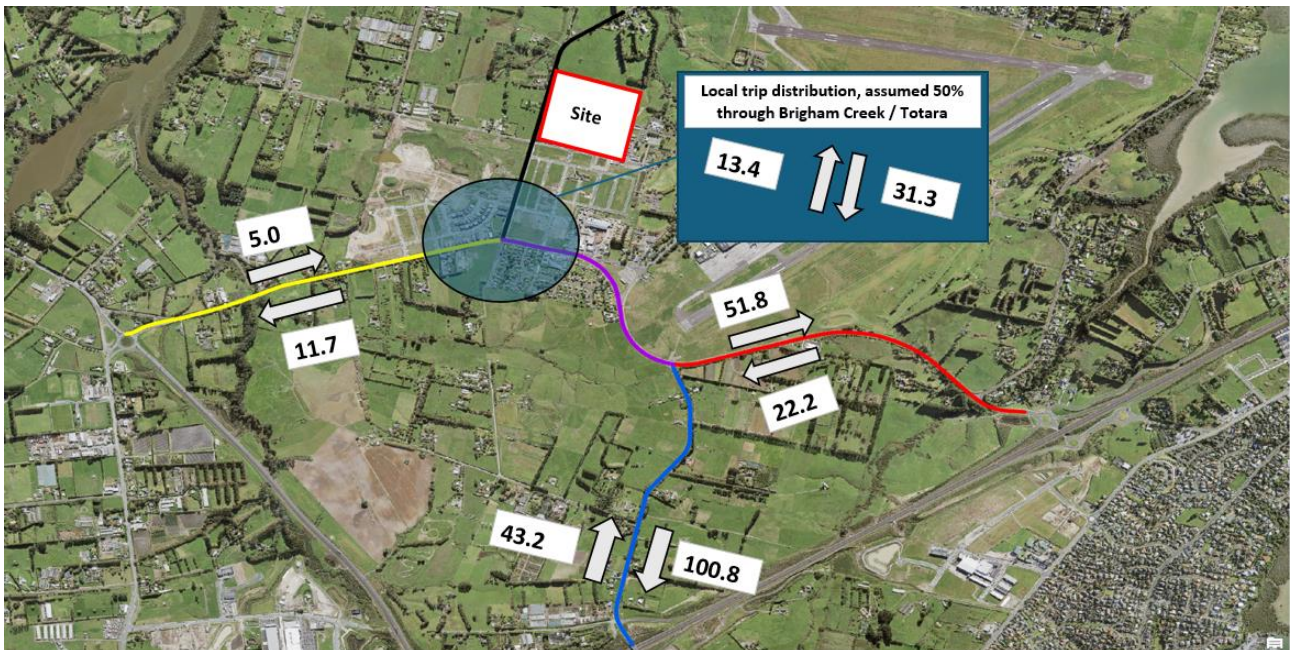 Site
Local trip distribution, assumed 50%
through Brigham Creek / Totara
13.4
31.3
5.0
11.7
51.8
22.2
43.2
100.8